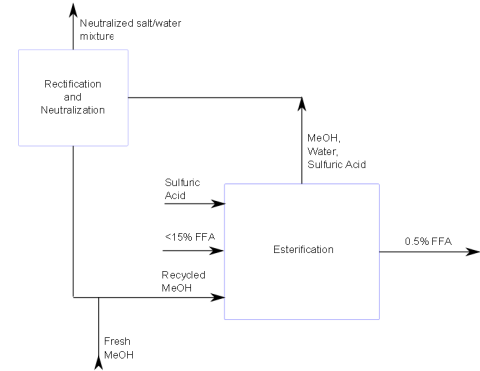 Neutralized salt/water
mixture
Rectification
and
Neutralization
MeOH,
Water,
Sulfuric Acid
Sulfuric
Acid
<15% FFA
Esterification
0.5% FFA
Recycled
MeOH
Fresh
MeOH